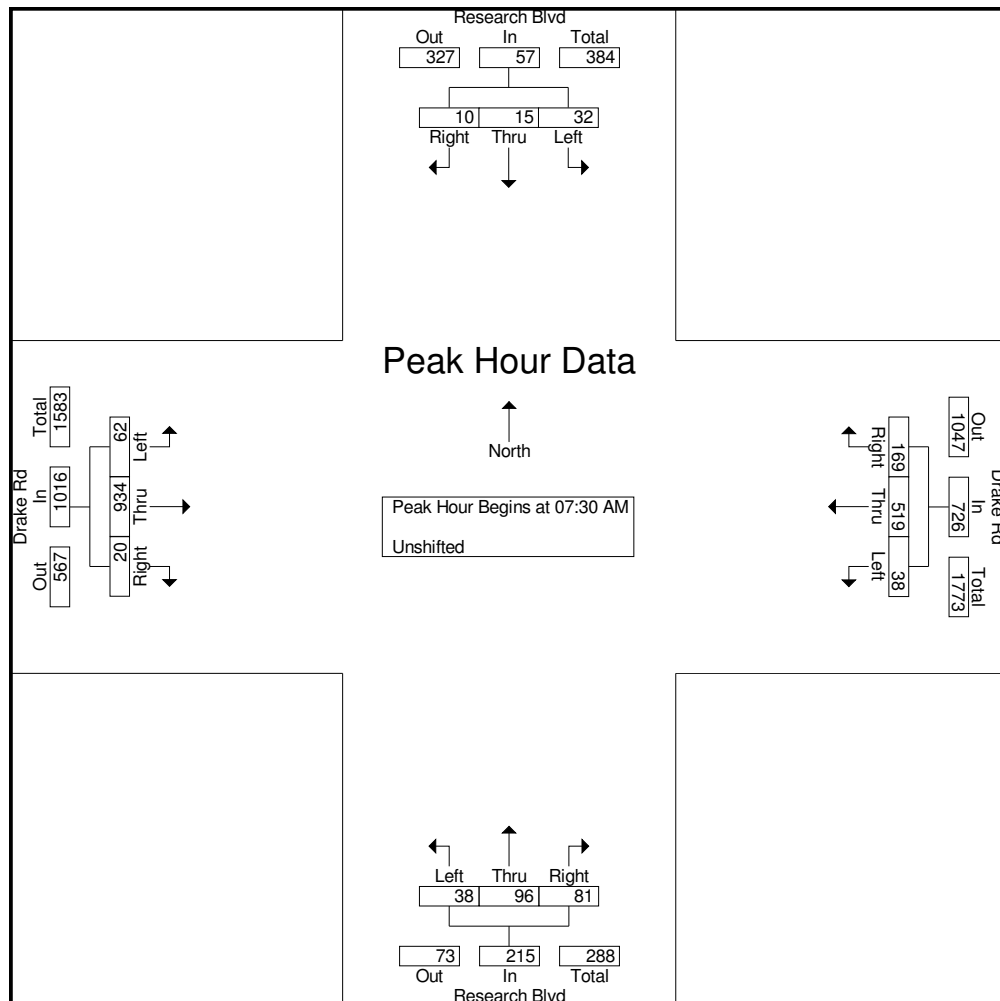 Research Blvd
Out In Total
327 57 384
10 15 32
Right Thru Left
Peak Hour Data
North
Peak Hour Begins at 07:30 AM
Unshifted
Drake Rd
Total In Out
1583 1016 567
62 934 20
Left Thru Right
Drake Rd
Out In Total
1047 726 1773
169 519 38
Right Thru Left
Left Thru Right
38 96 81
73 215 288
Out In Total
Research Blvd